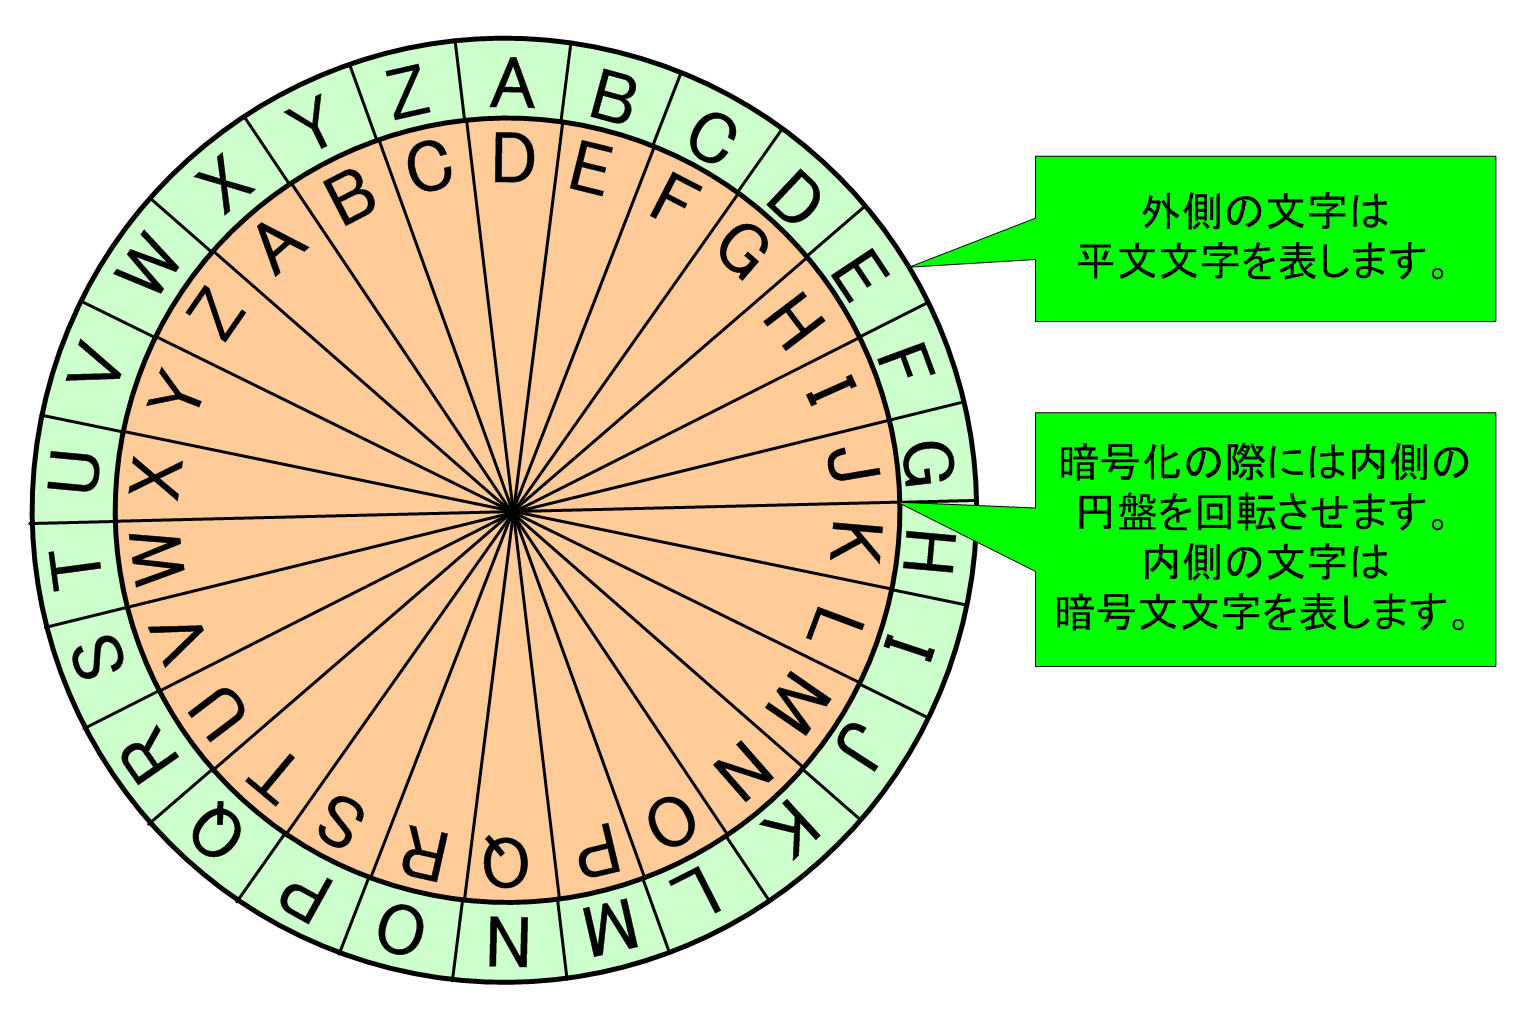 A B C D E F G H I J K L M N O P Q R S T U V W X Y Z
D E F G H I J K L M N O P Q R S T U V W X Y Z A B C
外側の文字は
平文文字を表します。
暗号化の際には内側の
円盤を回転させます。
内側の文字は
暗号文文字を表します。